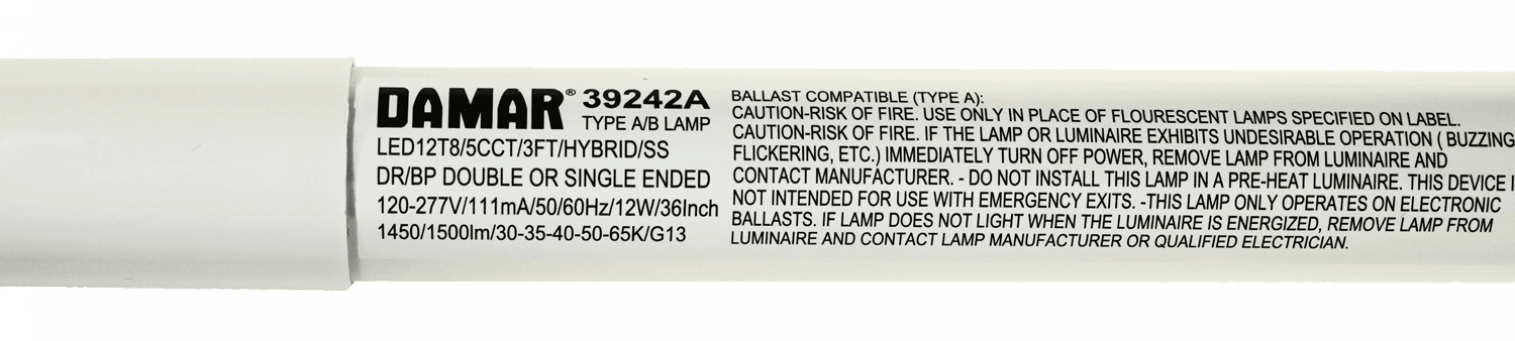 DAMAR® 39242A
TYPE A/B LAMP
LED12T8/5CCT/3FT/HYBRID/SS
DR/BP DOUBLE OR SINGLE ENDED
120-277V/111mA/50/60Hz/12W/36Inch
1450/1500lm/30-35-40-50-65K/G13
BALLAST COMPATIBLE (TYPE A):
CAUTION-RISK OF FIRE. USE ONLY IN PLACE OF FLOURESCENT LAMPS SPECIFIED ON LABEL.
CAUTION-RISK OF FIRE. IF THE LAMP OR LUMINAIRE EXHIBITS UNDESIRABLE OPERATION ( BUZZING
FLICKERING, ETC.) IMMEDIATELY TURN OFF POWER, REMOVE LAMP FROM LUMINAIRE AND
CONTACT MANUFACTURER. - DO NOT INSTALL THIS LAMP IN A PRE-HEAT LUMINAIRE. THIS DEVICE
NOT INTENDED FOR USE WITH EMERGENCY EXITS. -THIS LAMP ONLY OPERATES ON ELECTRONIC
BALLASTS. IF LAMP DOES NOT LIGHT WHEN THE LUMINAIRE IS ENERGIZED, REMOVE LAMP FROM
LUMINAIRE AND CONTACT LAMP MANUFACTURER OR QUALIFIED ELECTRICIAN.